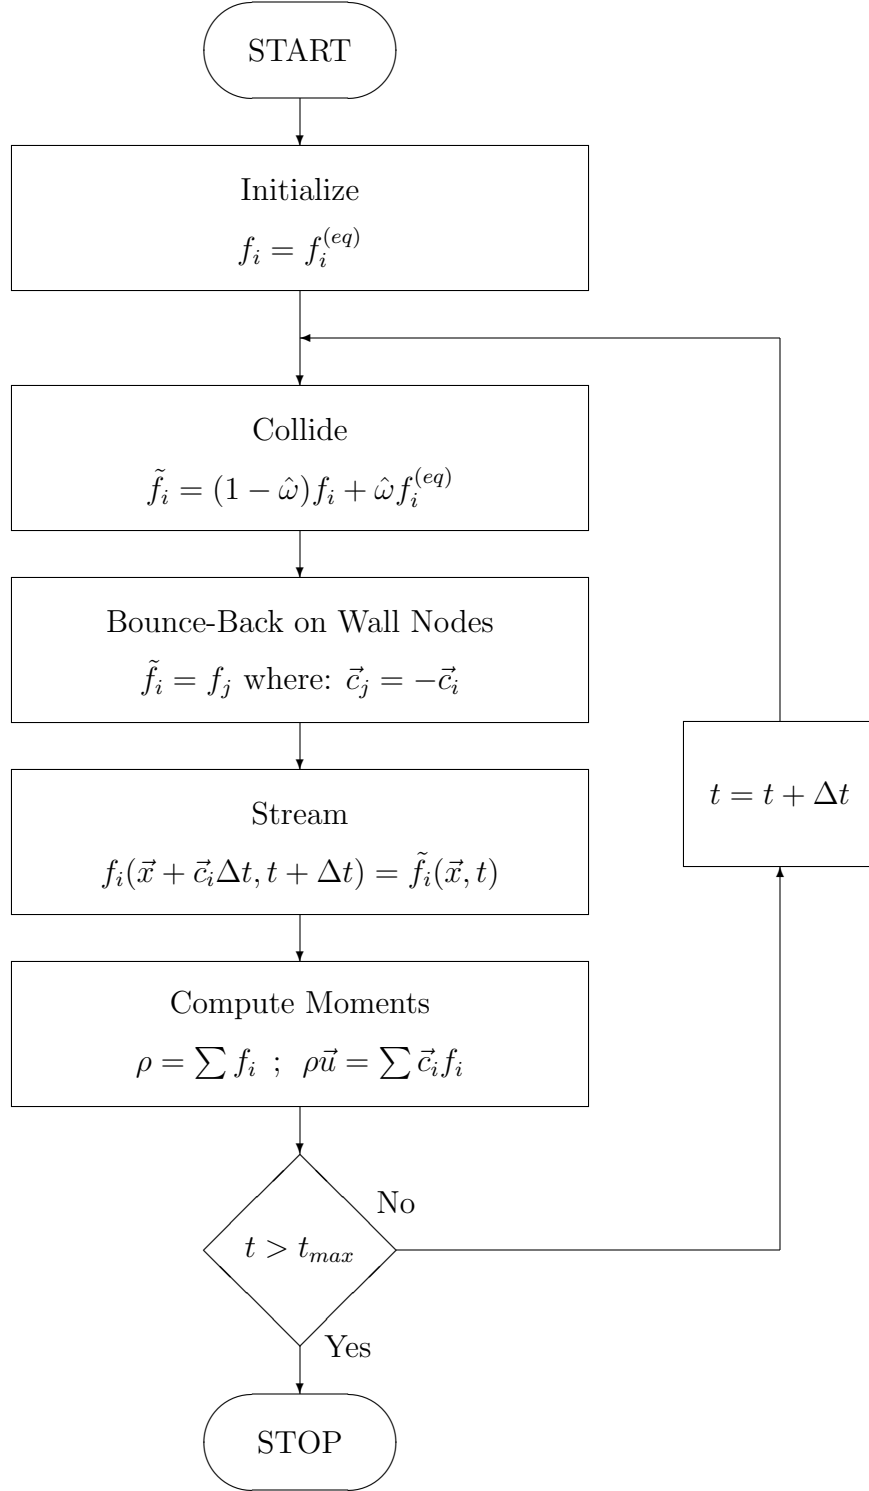 START
Initialize
$f_i = f_i^{(eq)}$
Collide
$\tilde{f}_i = (1 - \hat{\omega})f_i + \hat{\omega}f_i^{(eq)}$
Bounce-Back on Wall Nodes
$\tilde{f}_i = f_j$ where: $\vec{c}_j = -\vec{c}_i$
Stream
$f_i(\vec{x} + \vec{c}_i\Delta t, t + \Delta t) = \tilde{f}_i(\vec{x}, t)$
$t = t + \Delta t$
Compute Moments
$\rho = \sum f_i \ ; \ \rho\vec{u} = \sum \vec{c}_i f_i$
No
$t > t_{max}$
Yes
STOP